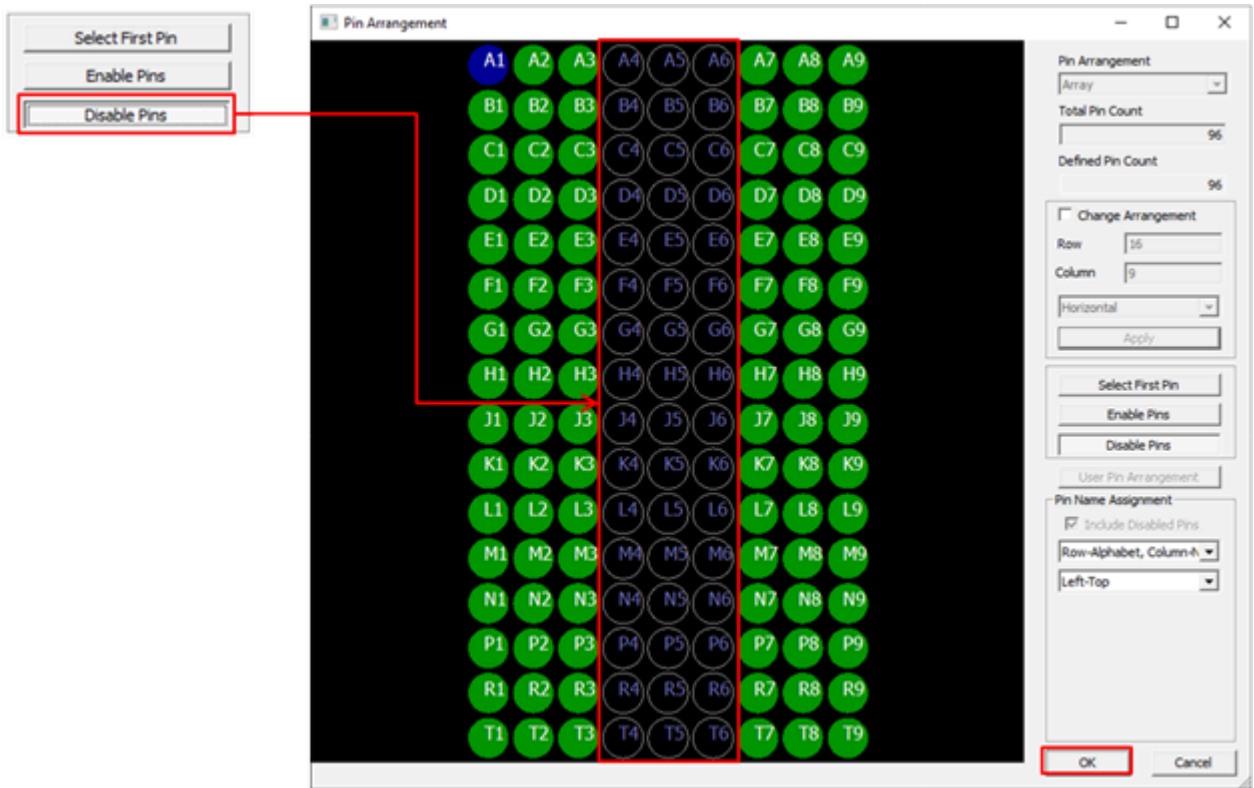 Select First Pin
Enable Pins
Disable Pins
Pin Arrangement
A1 A2 A3 A4 A5 A6 A7 A8 A9
B1 B2 B3 B4 B5 B6 B7 B8 B9
C1 C2 C3 C4 C5 C6 C7 C8 C9
D1 D2 D3 D4 D5 D6 D7 D8 D9
E1 E2 E3 E4 E5 E6 E7 E8 E9
F1 F2 F3 F4 F5 F6 F7 F8 F9
G1 G2 G3 G4 G5 G6 G7 G8 G9
H1 H2 H3 H4 H5 H6 H7 H8 H9
J1 J2 J3 J4 J5 J6 J7 J8 J9
K1 K2 K3 K4 K5 K6 K7 K8 K9
L1 L2 L3 L4 L5 L6 L7 L8 L9
M1 M2 M3 M4 M5 M6 M7 M8 M9
N1 N2 N3 N4 N5 N6 N7 N8 N9
P1 P2 P3 P4 P5 P6 P7 P8 P9
R1 R2 R3 R4 R5 R6 R7 R8 R9
T1 T2 T3 T4 T5 T6 T7 T8 T9
Pin Arrangement
Array
Total Pin Count
96
Defined Pin Count
96
Change Arrangement
Row 16
Column 9
Horizontal
Apply
Select First Pin
Enable Pins
Disable Pins
User Pin Arrangement
Pin Name Assignment
Include Disabled Pins
Row-Alphabet, Column-N
Left-Top
OK Cancel